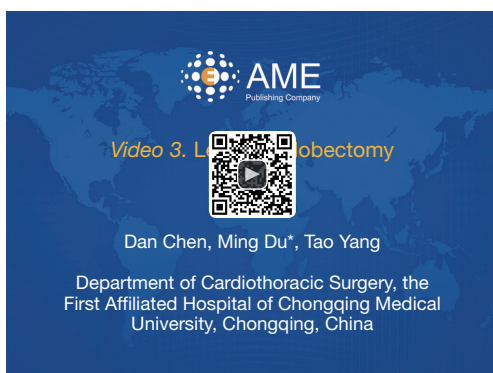 E AME
Publishing Company
Video 3. L lobectomy
Dan Chen, Ming Du*, Tao Yang
Department of Cardiothoracic Surgery, the
First Affiliated Hospital of Chongqing Medical
University, Chongqing, China